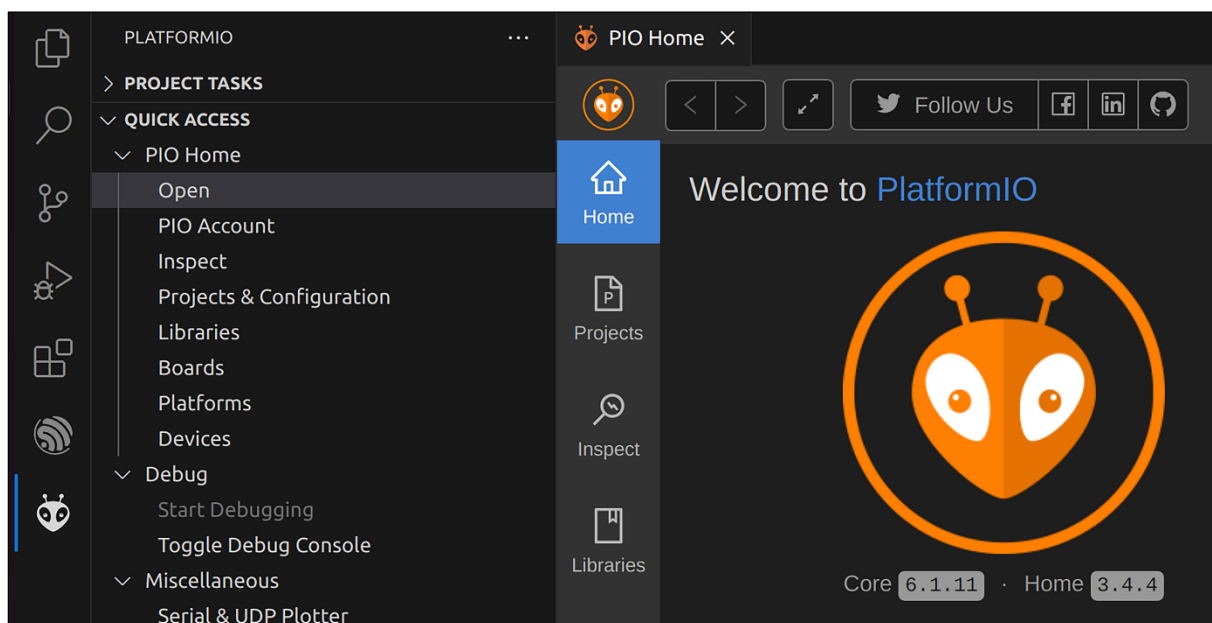 PLATFORMIO
PROJECT TASKS
QUICK ACCESS
PIO Home
Open
PIO Account
Inspect
Projects & Configuration
Libraries
Boards
Platforms
Devices
Debug
Start Debugging
Toggle Debug Console
Miscellaneous
Serial & UDP Plotter
PIO Home
Follow Us
Home
Projects
Inspect
Libraries
Welcome to PlatformIO
Core 6.1.11 · Home 3.4.4